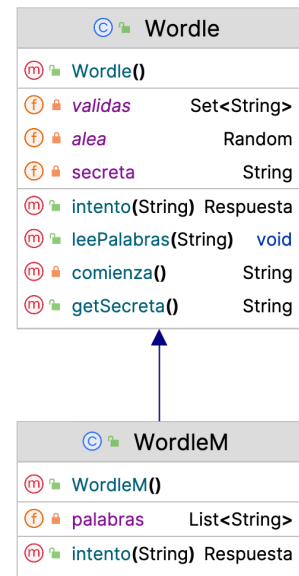 Wordle
Wordle()
validas Set<String>
alea Random
secreta String
intento(String) Respuesta
leePalabras(String) void
comienza() String
getSecreta() String
WordleM
WordleM()
palabras List<String>
intento(String) Respuesta